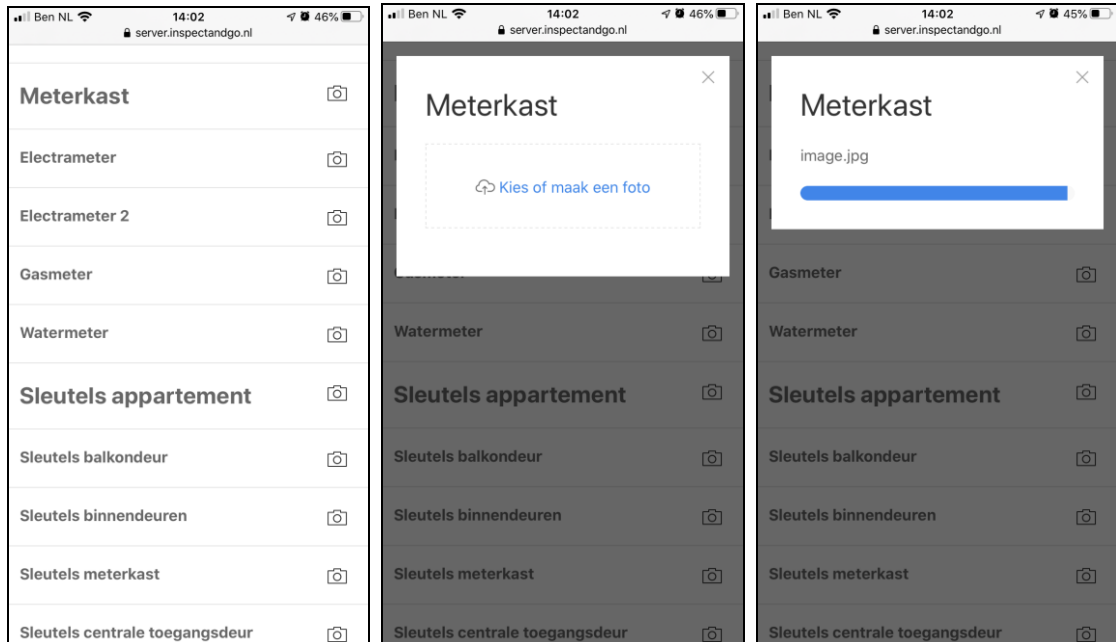 Ben NL 14:02 46%
server.inspectandgo.nl
Meterkast
Electrameter
Electrameter 2
Gasmeter
Watermeter
Sleutels appartement
Sleutels balkondeur
Sleutels binnendeuren
Sleutels meterkast
Sleutels centrale toegangsdeur
Ben NL 14:02 46%
server.inspectandgo.nl
Meterkast
Kies of maak een foto
Watermeter
Sleutels appartement
Sleutels balkondeur
Sleutels binnendeuren
Sleutels meterkast
Sleutels centrale toegangsdeur
Ben NL 14:02 45%
server.inspectandgo.nl
Meterkast
image.jpg
Gasmeter
Watermeter
Sleutels appartement
Sleutels balkondeur
Sleutels binnendeuren
Sleutels meterkast
Sleutels centrale toegangsdeur